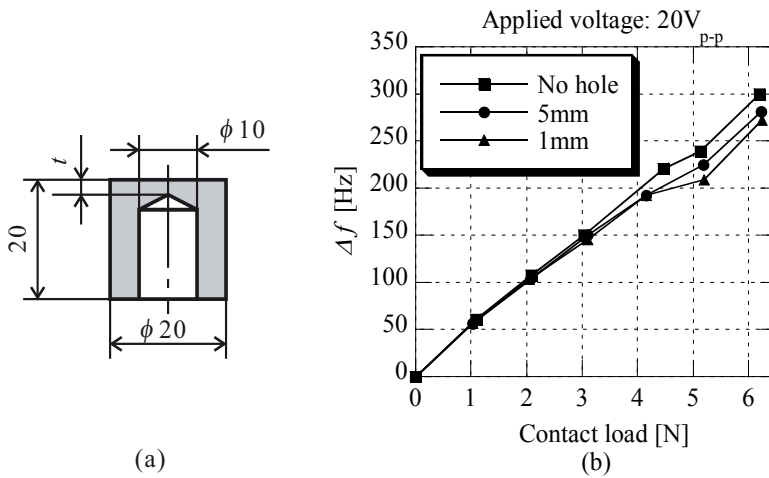 t
ϕ10
20
ϕ20
(a)
Applied voltage: 20V p-p
350
300
250
200
150
100
50
0
Δf [Hz]
No hole
5mm
1mm
0 1 2 3 4 5 6
Contact load [N]
(b)